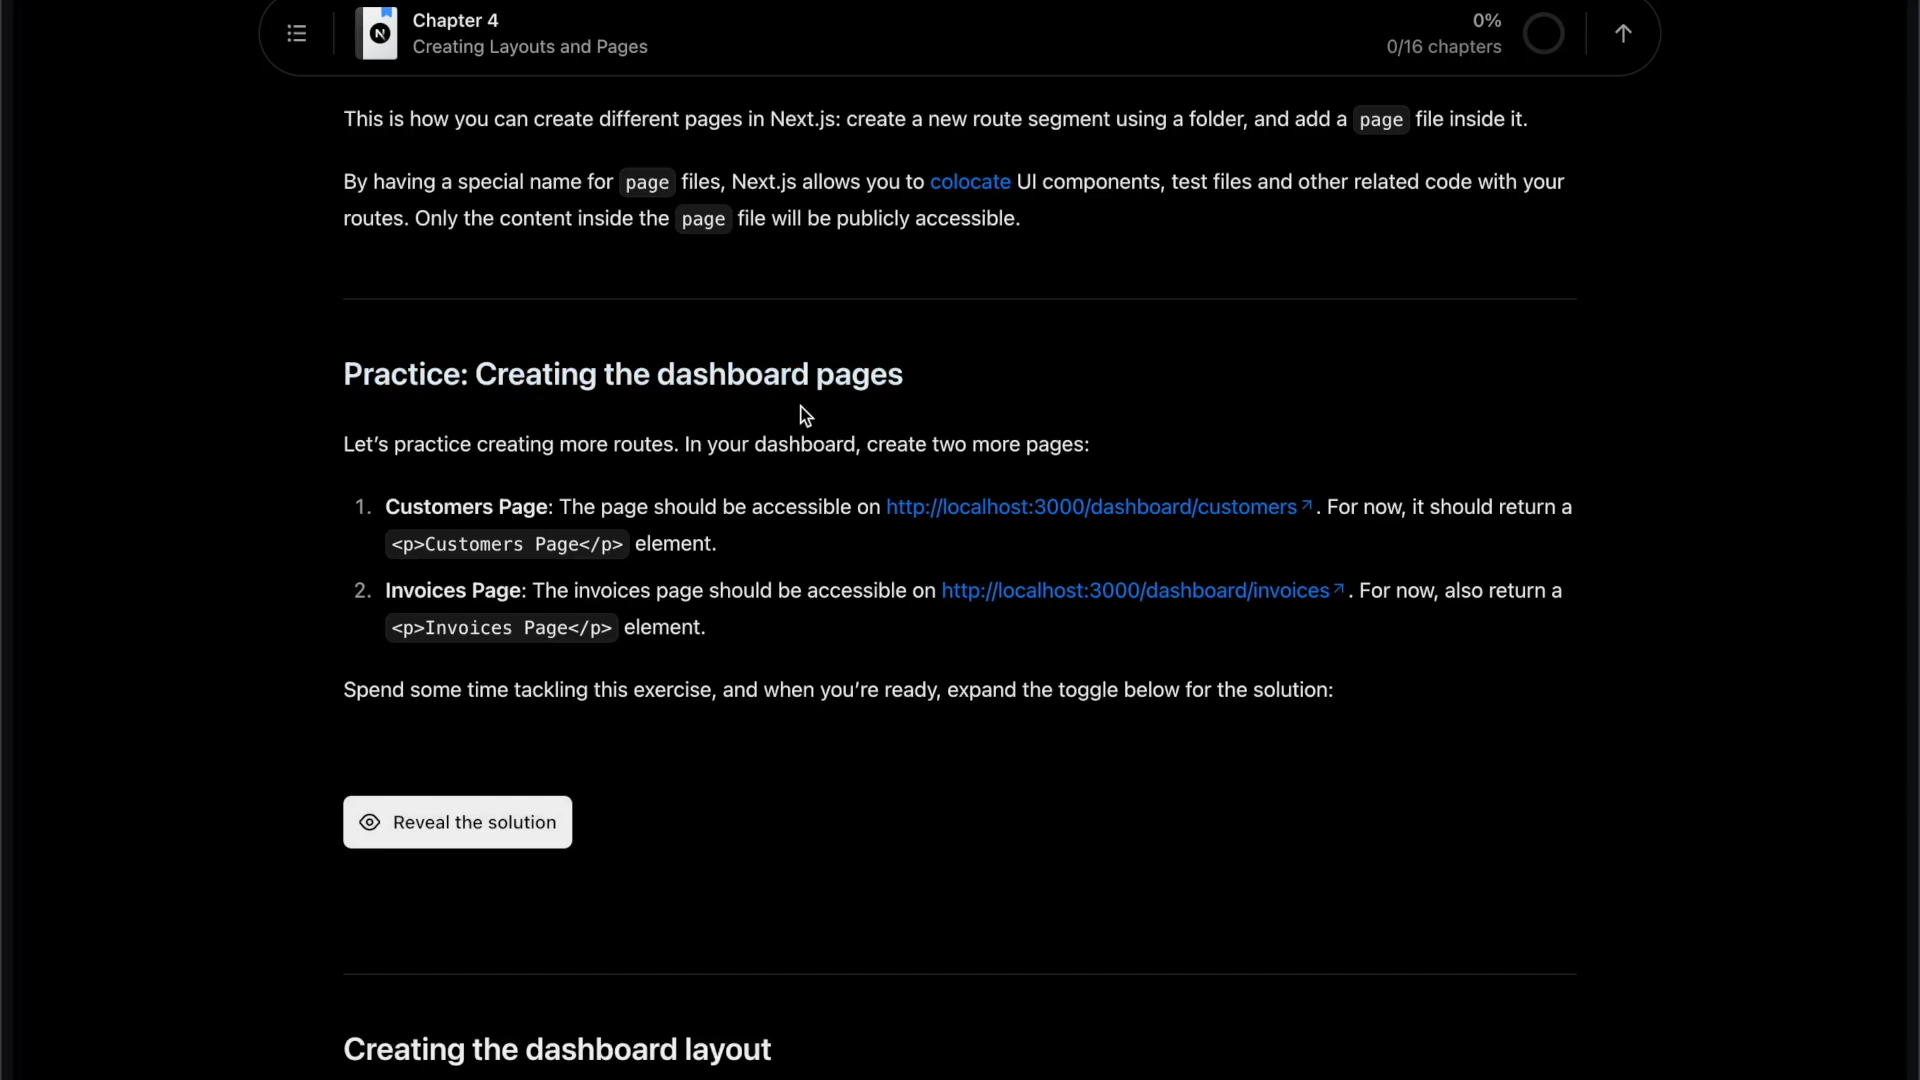 Chapter 4
Creating Layouts and Pages
0%
0/16 chapters
This is how you can create different pages in Next.js: create a new route segment using a folder, and add a page file inside it.
By having a special name for page files, Next.js allows you to colocate UI components, test files and other related code with your
routes. Only the content inside the page file will be publicly accessible.
Practice: Creating the dashboard pages
Let’s practice creating more routes. In your dashboard, create two more pages:
1. Customers Page: The page should be accessible on http://localhost:3000/dashboard/customers↗. For now, it should return a
<p>Customers Page</p> element.
2. Invoices Page: The invoices page should be accessible on http://localhost:3000/dashboard/invoices↗. For now, also return a
<p>Invoices Page</p> element.
Spend some time tackling this exercise, and when you’re ready, expand the toggle below for the solution:
Reveal the solution
Creating the dashboard layout